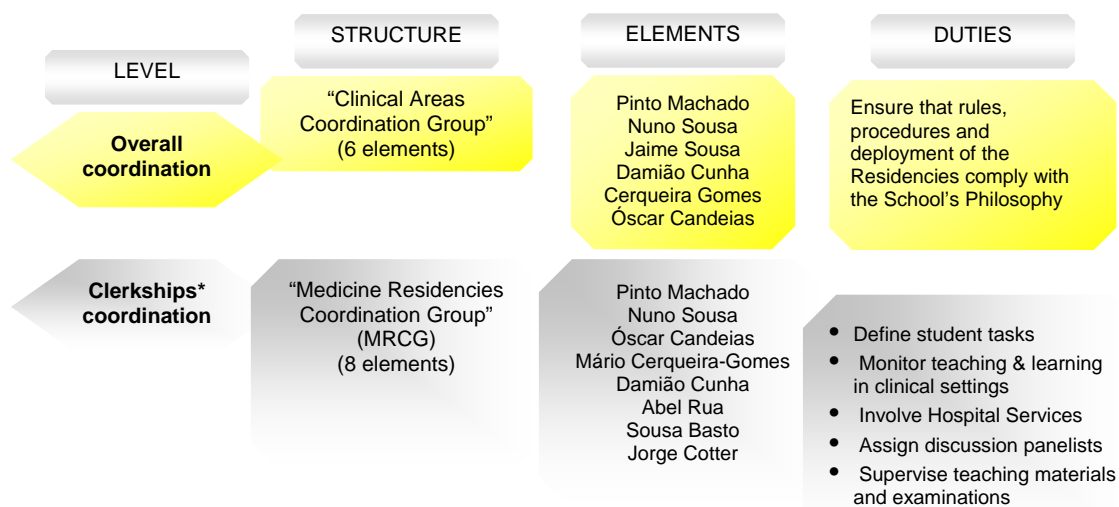 LEVEL
STRUCTURE
ELEMENTS
DUTIES
Overall
coordination
“Clinical Areas
Coordination Group”
(6 elements)
Pinto Machado
Nuno Sousa
Jaime Sousa
Damião Cunha
Cerqueira Gomes
Óscar Candeias
Ensure that rules,
procedures and
deployment of the
Residencies comply with
the School’s Philosophy
Clerkships*
coordination
“Medicine Residencies
Coordination Group”
(MRCG)
(8 elements)
Pinto Machado
Nuno Sousa
Óscar Candeias
Mário Cerqueira-Gomes
Damião Cunha
Abel Rua
Sousa Basto
Jorge Cotter
• Define student tasks
• Monitor teaching & learning
in clinical settings
• Involve Hospital Services
• Assign discussion panelists
• Supervise teaching materials
and examinations